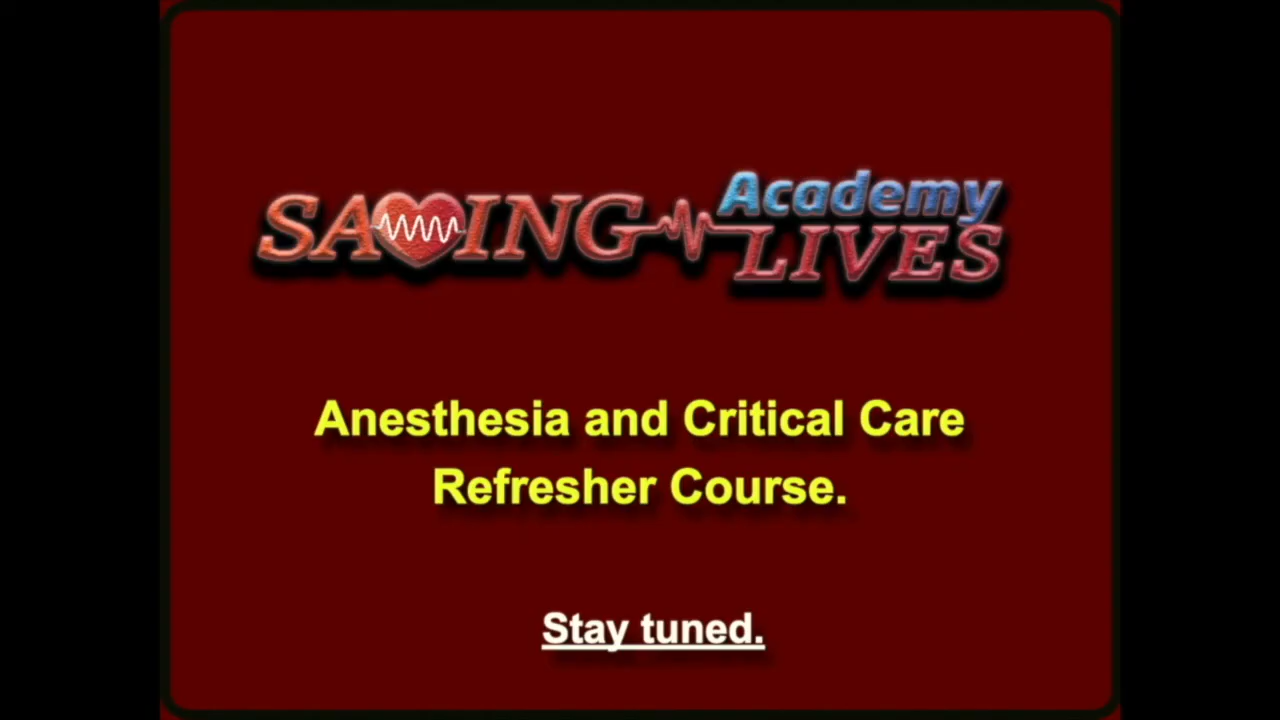 SAVING Academy
LIVES
Anesthesia and Critical Care
Refresher Course.
Stay tuned.